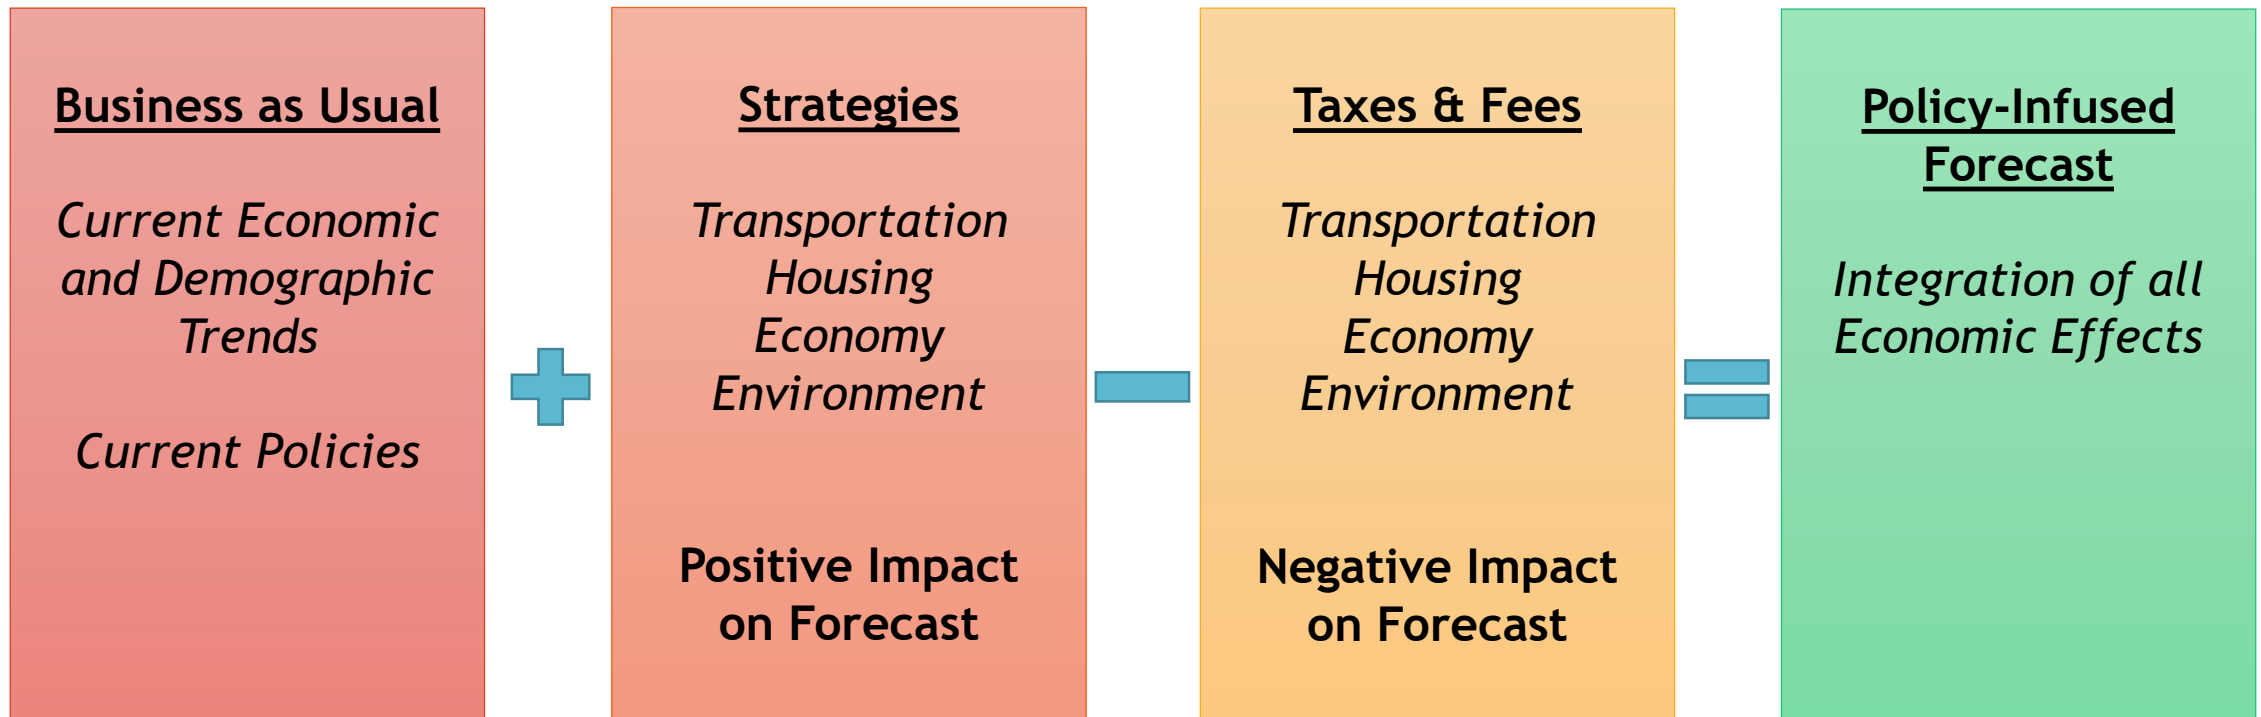 Business as Usual
Current Economic
and Demographic
Trends
Current Policies
Strategies
Transportation
Housing
Economy
Environment
Positive Impact
on Forecast
Taxes & Fees
Transportation
Housing
Economy
Environment
Negative Impact
on Forecast
Policy-Infused
Forecast
Integration of all
Economic Effects